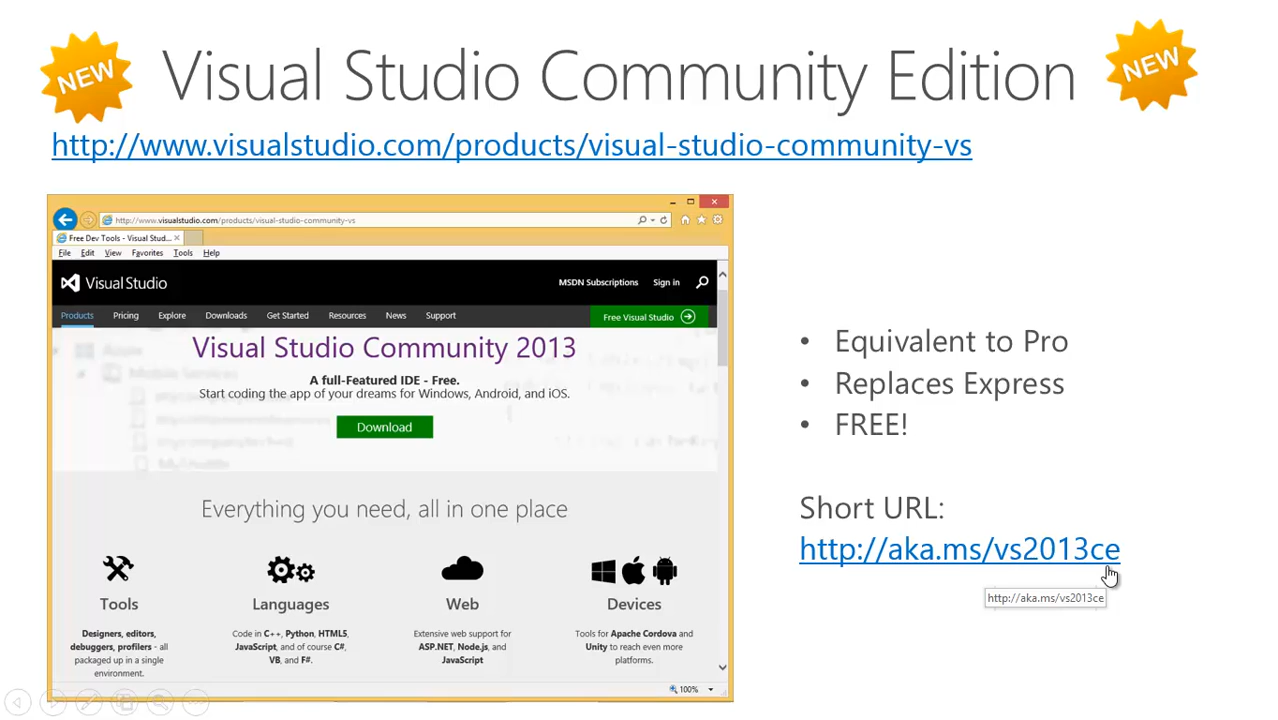 NEW
Visual Studio Community Edition
NEW
http://www.visualstudio.com/products/visual-studio-community-vs
http://www.visualstudio.com/products/visual-studio-community-vs
Free Dev Tools - Visual Stud...
File Edit View Favorites Tools Help
Visual Studio
MSDN Subscriptions Sign in
Products Pricing Explore Downloads Get Started Resources News Support
Free Visual Studio
Visual Studio Community 2013
A full-Featured IDE - Free.
Start coding the app of your dreams for Windows, Android, and iOS.
Download
Everything you need, all in one place
Tools
Designers, editors,
debuggers, profilers - all
packaged up in a single
environment.
Languages
Code in C++, Python, HTML5,
JavaScript, and of course C#,
VB, and F#.
Web
Extensive web support for
ASP.NET, Node.js, and
JavaScript
Devices
Tools for Apache Cordova and
Unity to reach even more
platforms.
100%
• Equivalent to Pro
• Replaces Express
• FREE!
Short URL:
http://aka.ms/vs2013ce
http://aka.ms/vs2013ce